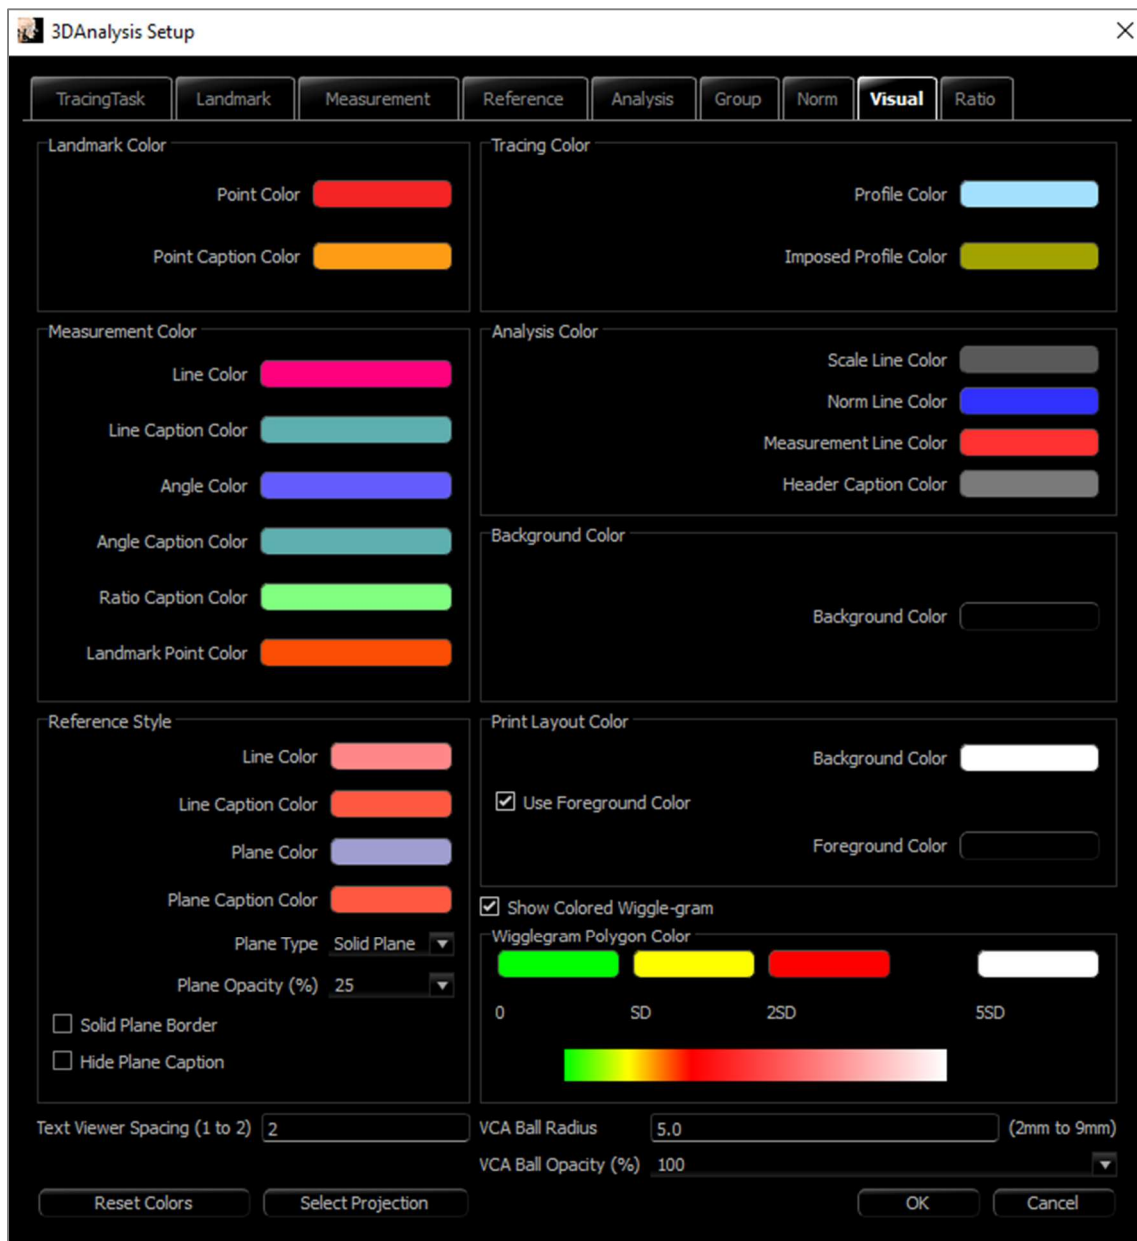 3DAnalysis Setup
TracingTask Landmark Measurement Reference Analysis Group Norm Visual Ratio
Landmark Color
Point Color
Point Caption Color
Tracing Color
Profile Color
Imposed Profile Color
Measurement Color
Line Color
Line Caption Color
Angle Color
Angle Caption Color
Ratio Caption Color
Landmark Point Color
Analysis Color
Scale Line Color
Norm Line Color
Measurement Line Color
Header Caption Color
Background Color
Background Color
Reference Style
Line Color
Line Caption Color
Plane Color
Plane Caption Color
Plane Type Solid Plane
Plane Opacity (%) 25
Solid Plane Border
Hide Plane Caption
Print Layout Color
Background Color
Use Foreground Color
Foreground Color
Show Colored Wiggle-gram
Wigglegram Polygon Color
0 SD 2SD 5SD
Text Viewer Spacing (1 to 2) 2
VCA Ball Radius 5.0 (2mm to 9mm)
VCA Ball Opacity (%) 100
Reset Colors Select Projection OK Cancel